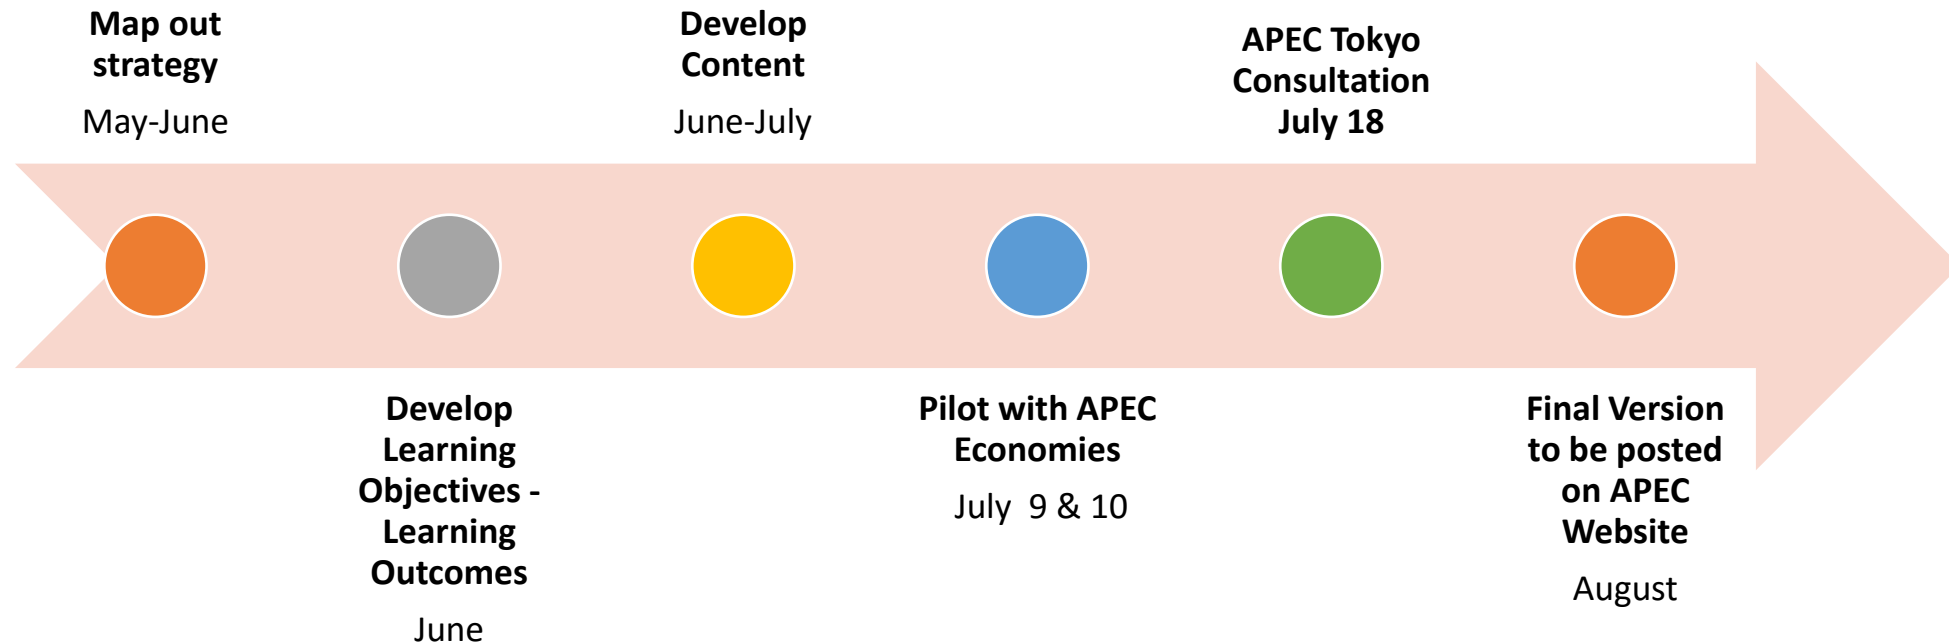 Map out
strategy
May-June
Develop
Learning
Objectives -
Learning
Outcomes
June
Develop
Content
June-July
Pilot with APEC
Economies
July 9 & 10
APEC Tokyo
Consultation
July 18
Final Version
to be posted
on APEC
Website
August